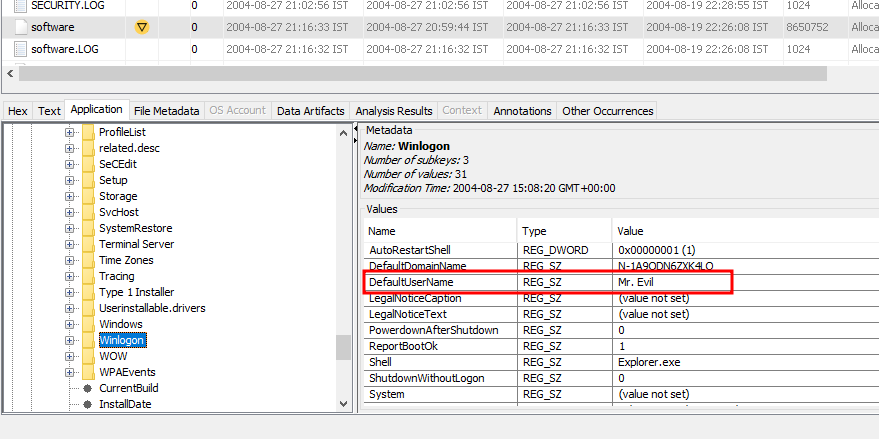 SECURITY.LOG 0 2004-08-27 21:02:56 IST 2004-08-27 21:02:56 IST 2004-08-27 21:02:56 IST 2004-08-19 22:28:55 IST 1024 Alloca
software 0 2004-08-27 21:16:33 IST 2004-08-27 20:59:44 IST 2004-08-27 21:16:33 IST 2004-08-19 22:26:08 IST 8650752 Alloca
software.LOG 0 2004-08-27 21:16:32 IST 2004-08-27 21:16:32 IST 2004-08-27 21:16:32 IST 2004-08-19 22:26:08 IST 1024 Alloca
Hex Text Application File Metadata OS Account Data Artifacts Analysis Results Context Annotations Other Occurrences
ProfileList
related.desc
SeCEdit
Setup
Storage
SvcHost
SystemRestore
Terminal Server
Time Zones
Tracing
Type 1 Installer
Userinstallable.drivers
Windows
Winlogon
WOW
WPAEvents
CurrentBuild
InstallDate
Metadata
Name: Winlogon
Number of subkeys: 3
Number of values: 31
Modification Time: 2004-08-27 15:08:20 GMT+00:00
Values
Name Type Value
AutoRestartShell REG_DWORD 0x00000001 (1)
DefaultDomainName REG_SZ N-1A9ODN6ZXK4LQ
DefaultUserName REG_SZ Mr. Evil
LegalNoticeCaption REG_SZ (value not set)
LegalNoticeText REG_SZ (value not set)
PowerdownAfterShutdown REG_SZ 0
ReportBootOk REG_SZ 1
Shell REG_SZ Explorer.exe
ShutdownWithoutLogon REG_SZ 0
System REG_SZ (value not set)